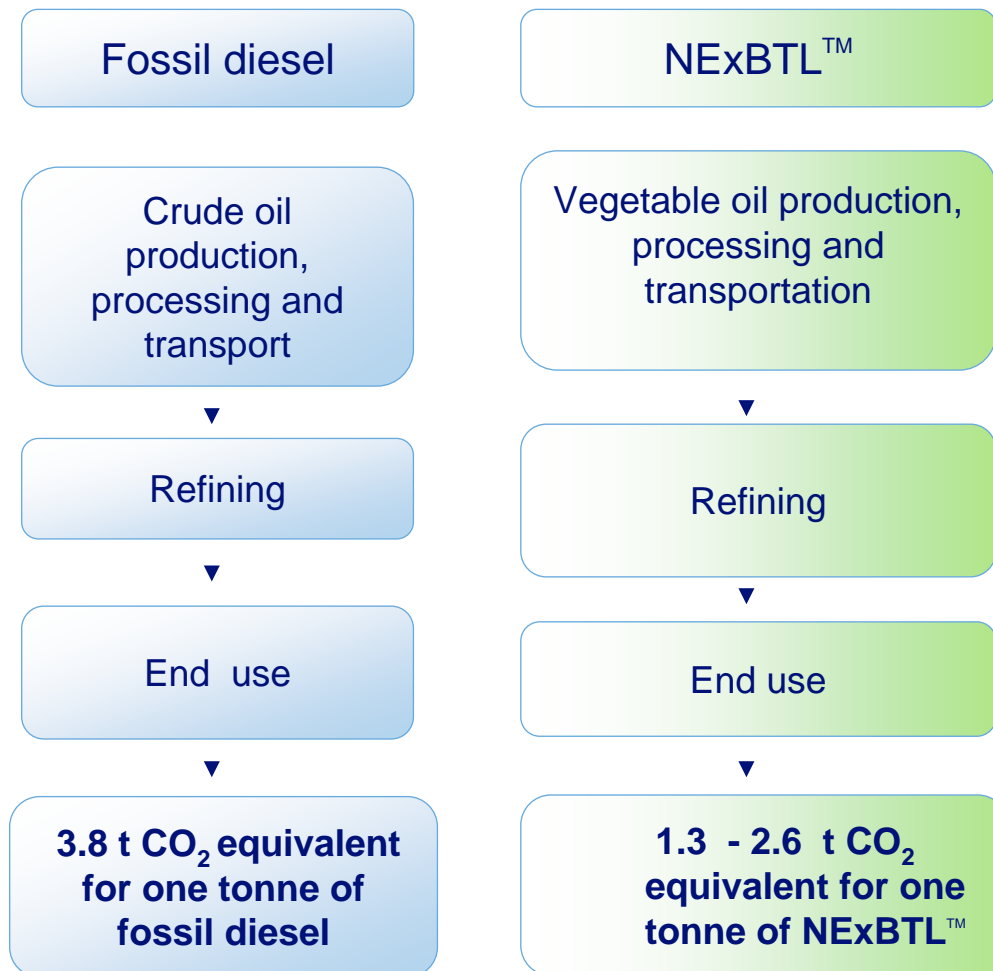 Fossil diesel
NExBTL™
Crude oil
production,
processing and
transport
Vegetable oil production,
processing and
transportation
Refining
Refining
End use
End use
3.8 t CO₂ equivalent
for one tonne of
fossil diesel
1.3 - 2.6 t CO₂
equivalent for one
tonne of NExBTL™